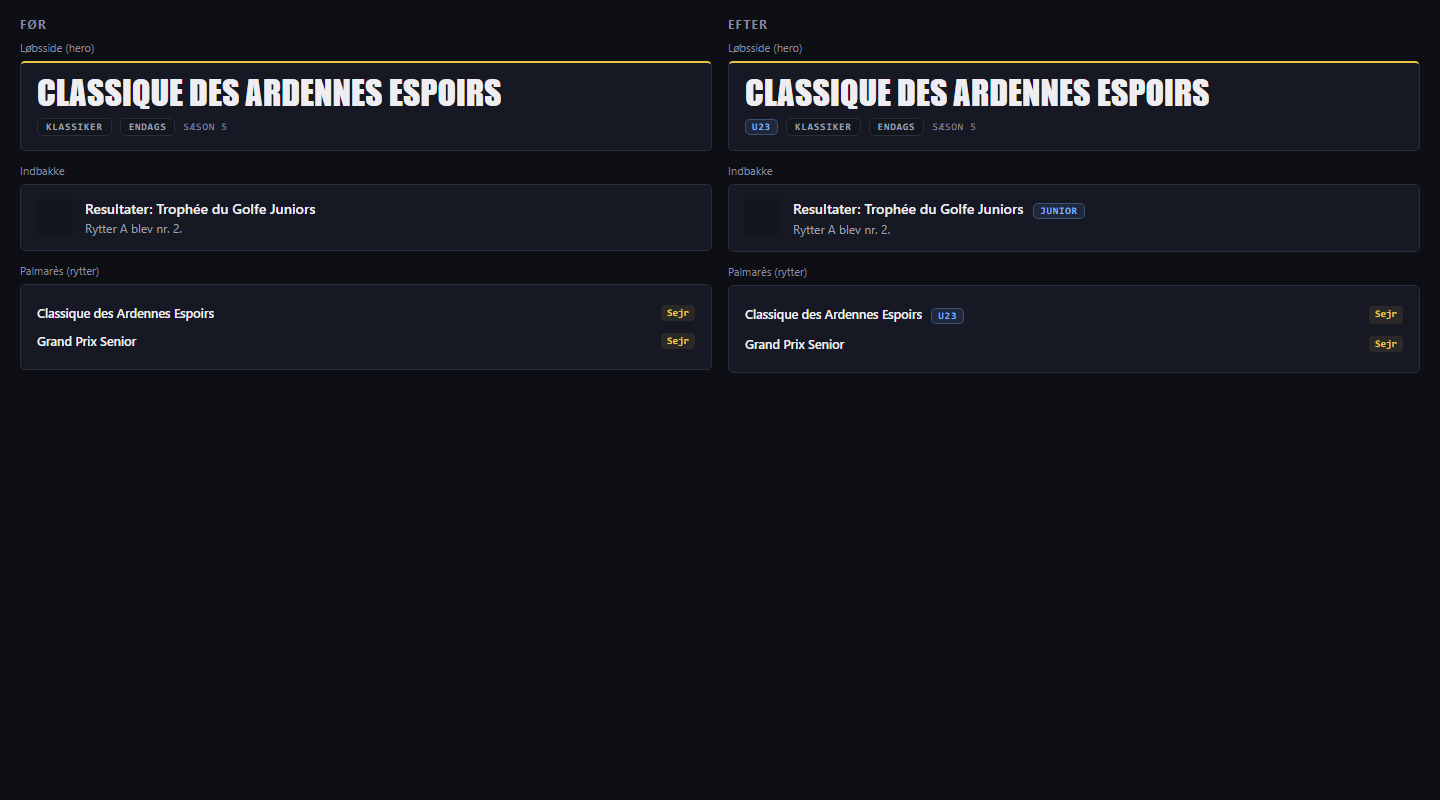 FØR
Løbsside (hero)
CLASSIQUE DES ARDENNES ESPOIRS
KLASSIKER ENDAGS SÆSON 5
Indbakke
Resultater: Trophée du Golfe Juniors
Rytter A blev nr. 2.
Palmarès (rytter)
Classique des Ardennes Espoirs Sejr
Grand Prix Senior Sejr
EFTER
Løbsside (hero)
CLASSIQUE DES ARDENNES ESPOIRS
U23 KLASSIKER ENDAGS SÆSON 5
Indbakke
Resultater: Trophée du Golfe Juniors JUNIOR
Rytter A blev nr. 2.
Palmarès (rytter)
Classique des Ardennes Espoirs U23 Sejr
Grand Prix Senior Sejr